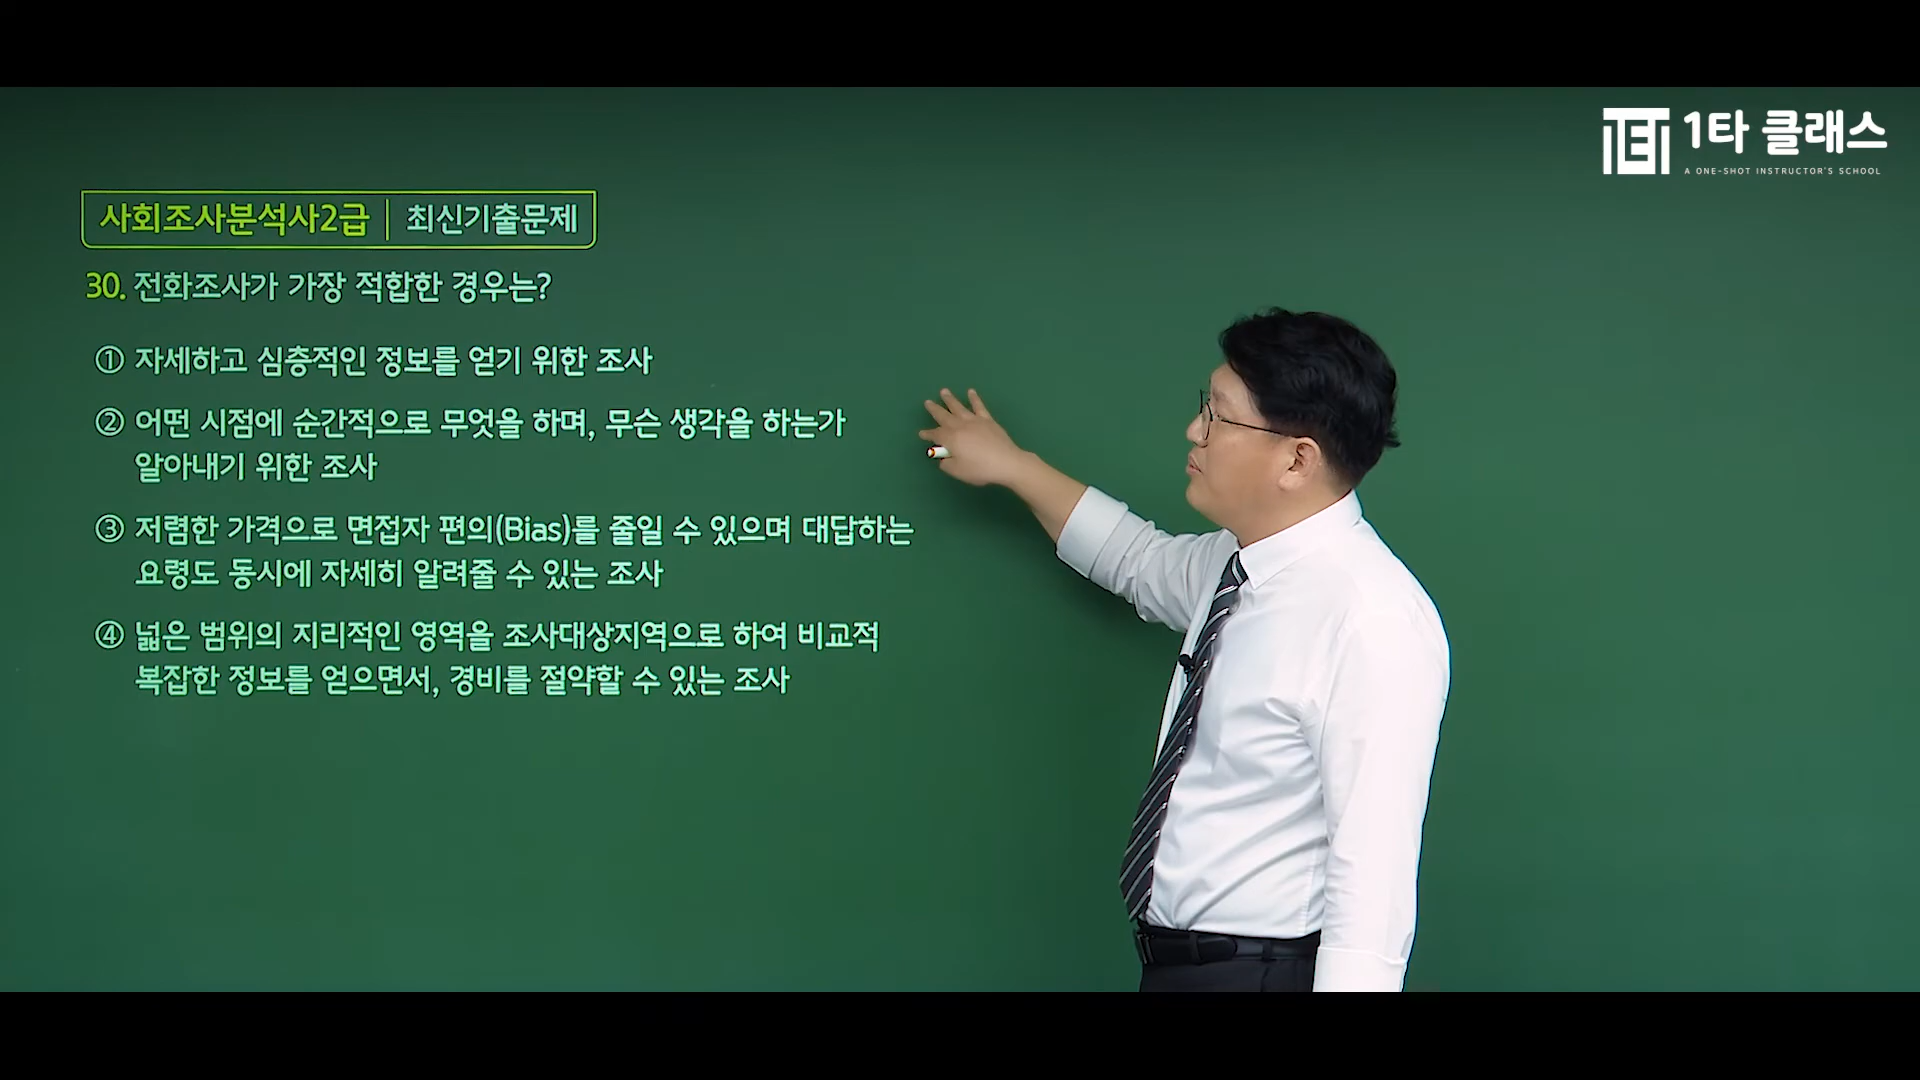 1타 클래스
A ONE-SHOT INSTRUCTOR'S SCHOOL
사회조사분석사2급 | 최신기출문제
30. 전화조사가 가장 적합한 경우는?
① 자세하고 심층적인 정보를 얻기 위한 조사
② 어떤 시점에 순간적으로 무엇을 하며, 무슨 생각을 하는가
알아내기 위한 조사
③ 저렴한 가격으로 면접자 편의(Bias)를 줄일 수 있으며 대답하는
요령도 동시에 자세히 알려줄 수 있는 조사
④ 넓은 범위의 지리적인 영역을 조사대상지역으로 하여 비교적
복잡한 정보를 얻으면서, 경비를 절약할 수 있는 조사